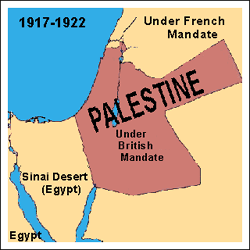 1917-1922
Under French
Mandate
PALESTINE
Under
British
Mandate
Sinai Desert
(Egypt)
Egypt